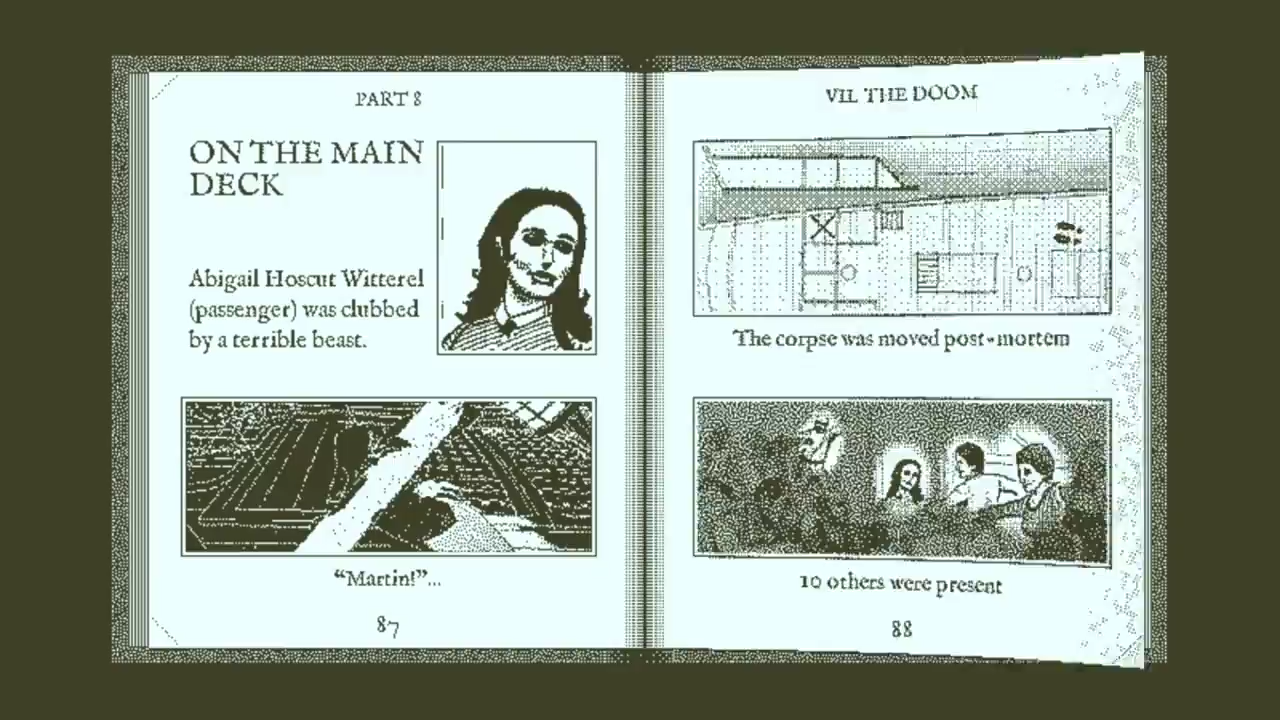 PART 8
ON THE MAIN
DECK
Abigail Hoscut Witterel
(passenger) was clubbed
by a terrible beast.
“Martin!”...
87
VII. THE DOOM
The corpse was moved post-mortem
10 others were present
88